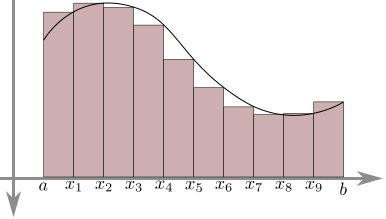 a x₁ x₂ x₃ x₄ x₅ x₆ x₇ x₈ x₉ b